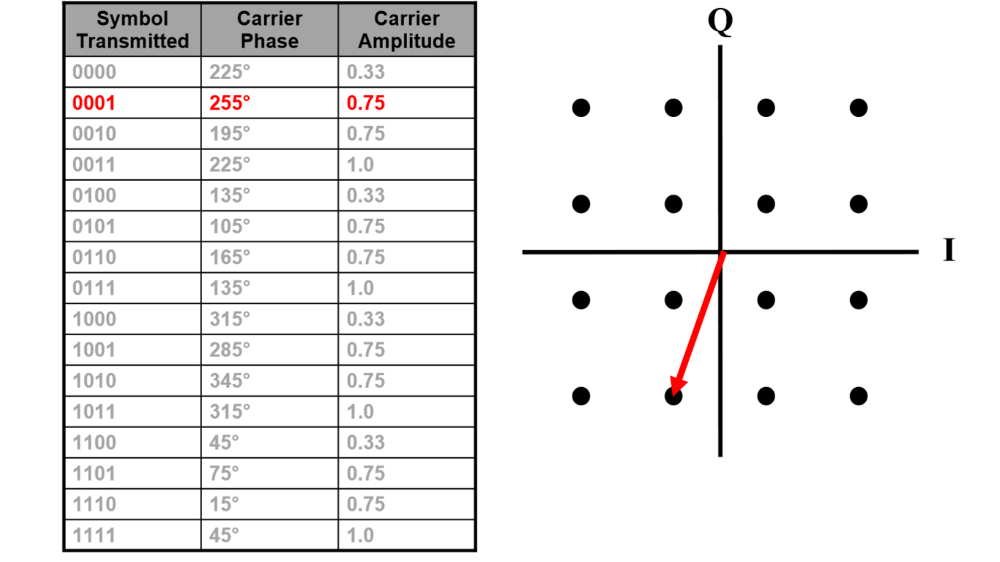 Symbol Transmitted Carrier Phase Carrier Amplitude
0000 225° 0.33
0001 255° 0.75
0010 195° 0.75
0011 225° 1.0
0100 135° 0.33
0101 105° 0.75
0110 165° 0.75
0111 135° 1.0
1000 315° 0.33
1001 285° 0.75
1010 345° 0.75
1011 315° 1.0
1100 45° 0.33
1101 75° 0.75
1110 15° 0.75
1111 45° 1.0
Q
I